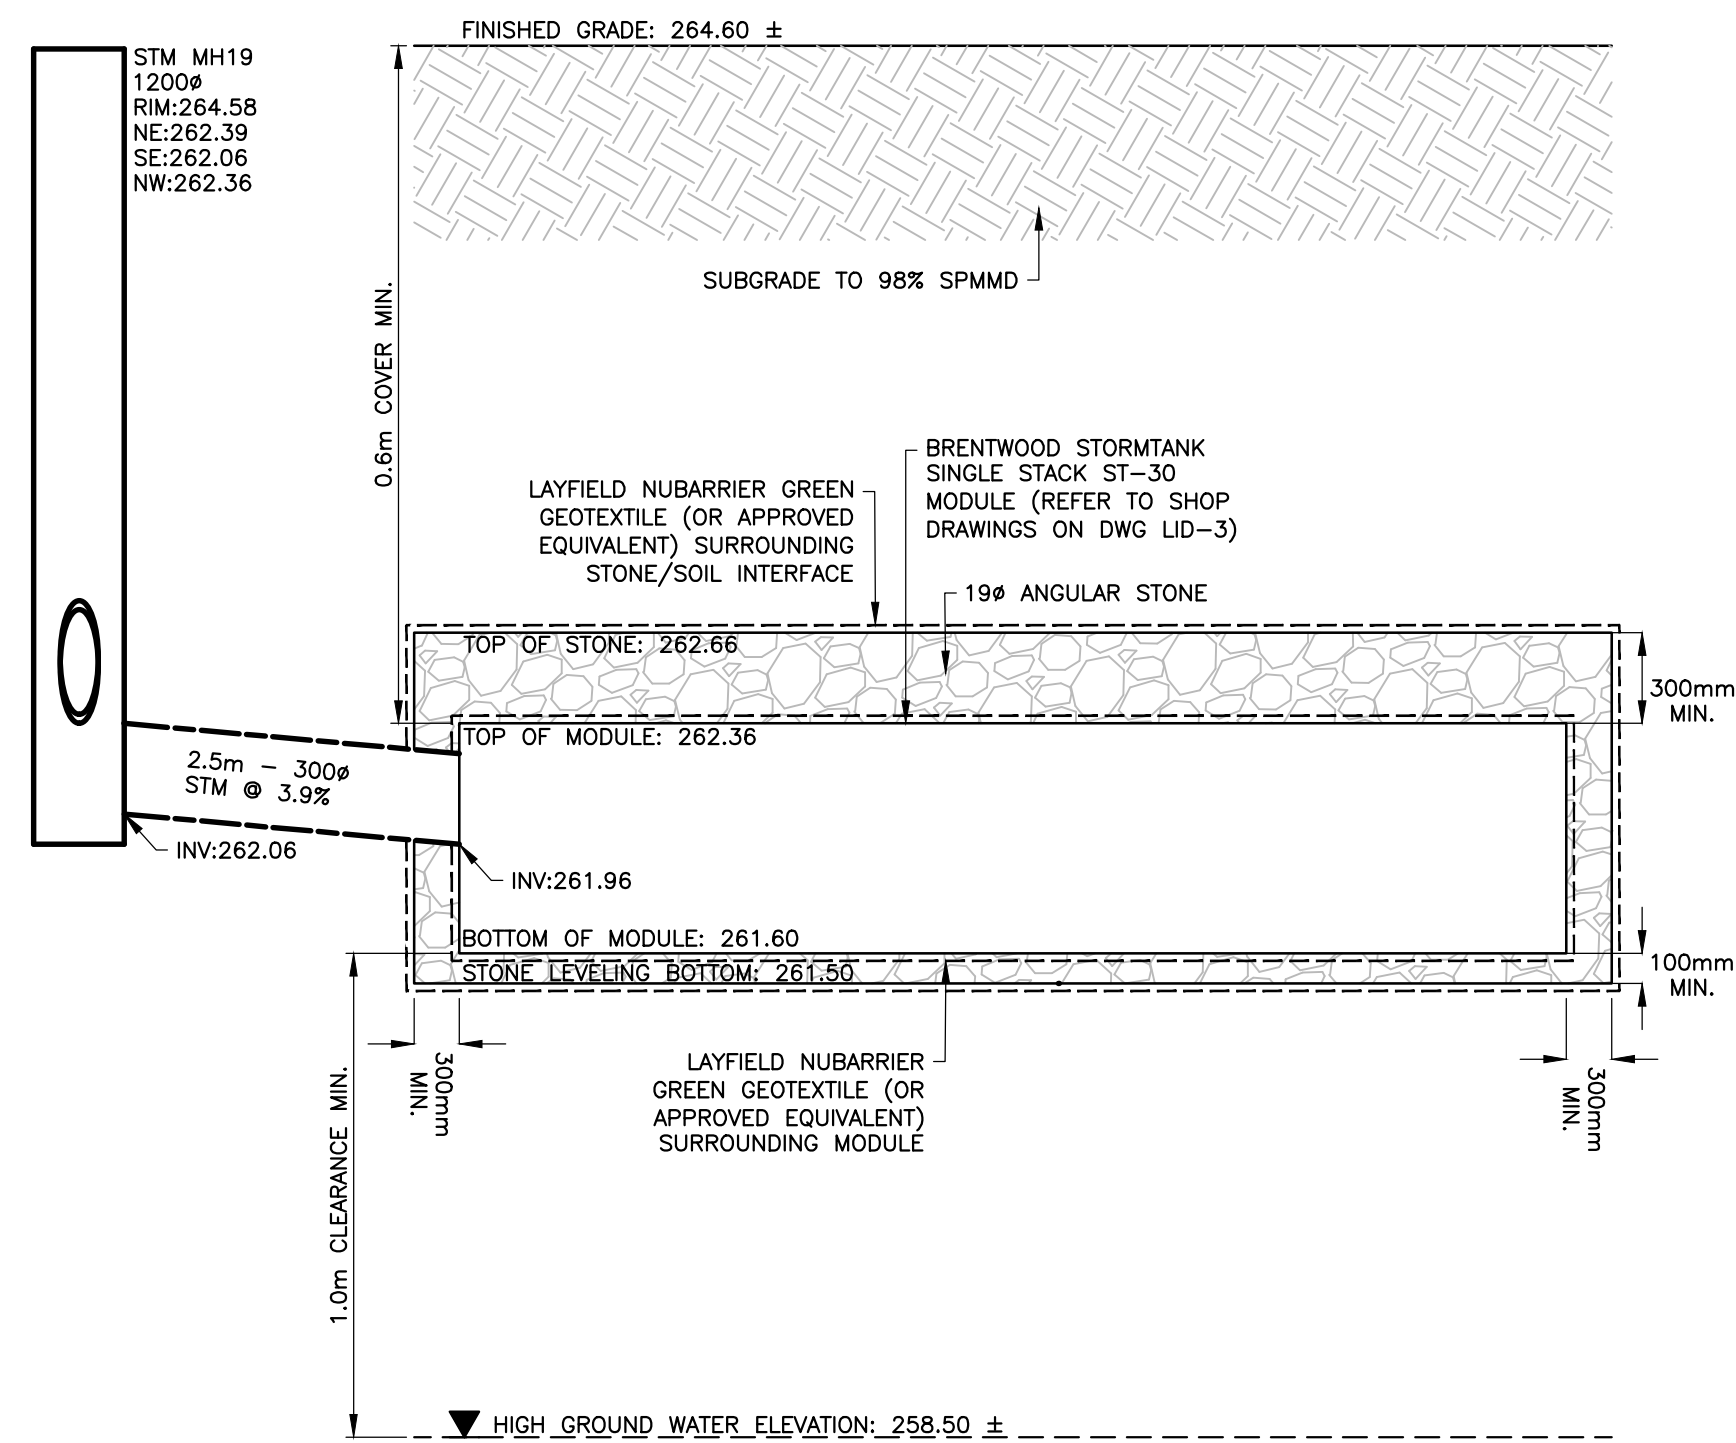 FINISHED GRADE: 264.60 ±
STM MH19
1200ø
RIM:264.58
NE:262.39
SE:262.06
NW:262.36
SUBGRADE TO 98% SPMMD
0.6m COVER MIN.
BRENTWOOD STORMTANK
SINGLE STACK ST-30
MODULE (REFER TO SHOP
DRAWINGS ON DWG LID-3)
LAYFIELD NUBARRIER GREEN
GEOTEXTILE (OR APPROVED
EQUIVALENT) SURROUNDING
STONE/SOIL INTERFACE
19ø ANGULAR STONE
TOP OF STONE: 262.66
300mm
MIN.
TOP OF MODULE: 262.36
2.5m - 300ø
STM @ 3.9%
INV:262.06
INV:261.96
BOTTOM OF MODULE: 261.60
STONE LEVELING BOTTOM: 261.50
100mm
MIN.
300mm
MIN.
LAYFIELD NUBARRIER
GREEN GEOTEXTILE (OR
APPROVED EQUIVALENT)
SURROUNDING MODULE
300mm
MIN.
1.0m CLEARANCE MIN.
HIGH GROUND WATER ELEVATION: 258.50 ±